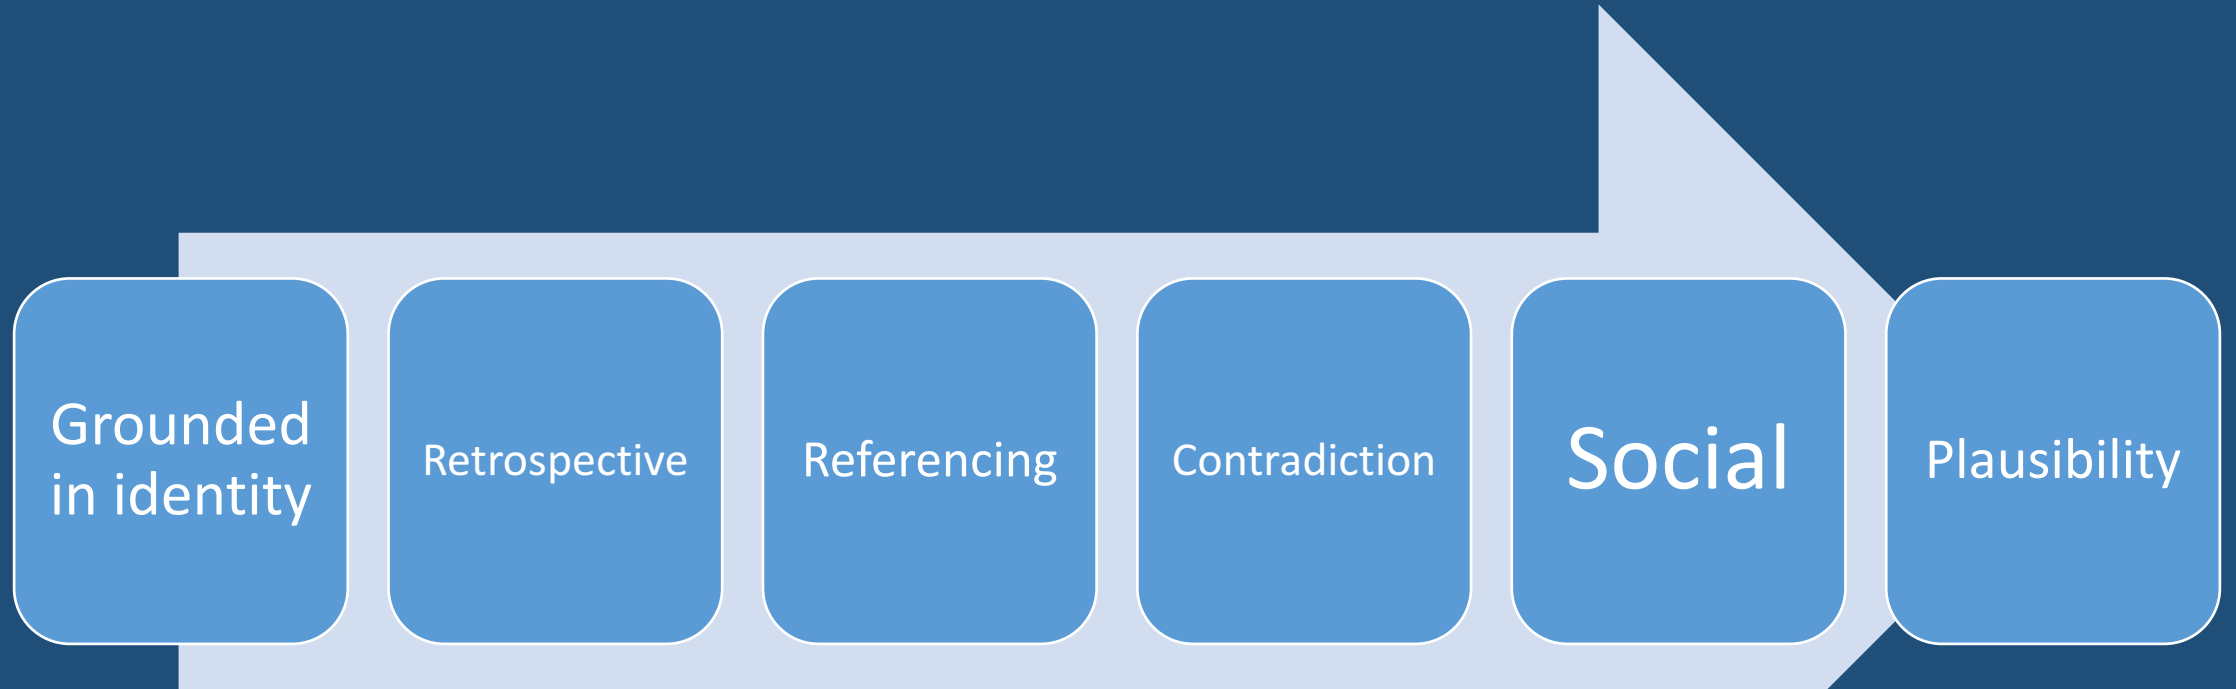 Grounded
in identity
Retrospective
Referencing
Contradiction
Social
Plausibility